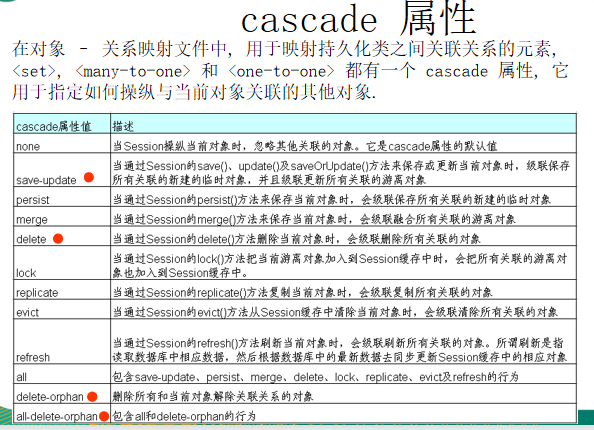 cascade 属性
在对象 - 关系映射文件中, 用于映射持久化类之间关联关系的元素,
<set>, <many-to-one> 和 <one-to-one> 都有一个 cascade 属性, 它
用于指定如何操纵与当前对象关联的其他对象.
cascade属性值 描述
none 当Session操纵当前对象时，忽略其他关联的对象。它是cascade属性的默认值
save-update 当通过Session的save()、update()及saveOrUpdate()方法来保存或更新当前对象时，级联保存
所有关联的新建的临时对象，并且级联更新所有关联的游离对象
persist 当通过Session的persist()方法来保存当前对象时，会级联保存所有关联的新建的临时对象
merge 当通过Session的merge()方法来保存当前对象时，会级联融合所有关联的游离对象
delete 当通过Session的delete()方法删除当前对象时，会级联删除所有关联的对象
lock 当通过Session的lock()方法把当前游离对象加入到Session缓存中时，会把所有关联的游离对
象也加入到Session缓存中。
replicate 当通过Session的replicate()方法复制当前对象时，会级联复制所有关联的对象
evict 当通过Session的evict()方法从Session缓存中清除当前对象时，会级联清除所有关联的对象
refresh 当通过Session的refresh()方法刷新当前对象时，会级联刷新所有关联的对象。所谓刷新是指
读取数据库中相应数据，然后根据数据库中的最新数据去同步更新Session缓存中的相应对象
all 包含save-update、persist、merge、delete、lock、replicate、evict及refresh的行为
delete-orphan 删除所有和当前对象解除关联关系的对象
all-delete-orphan 包含all和delete-orphan的行为